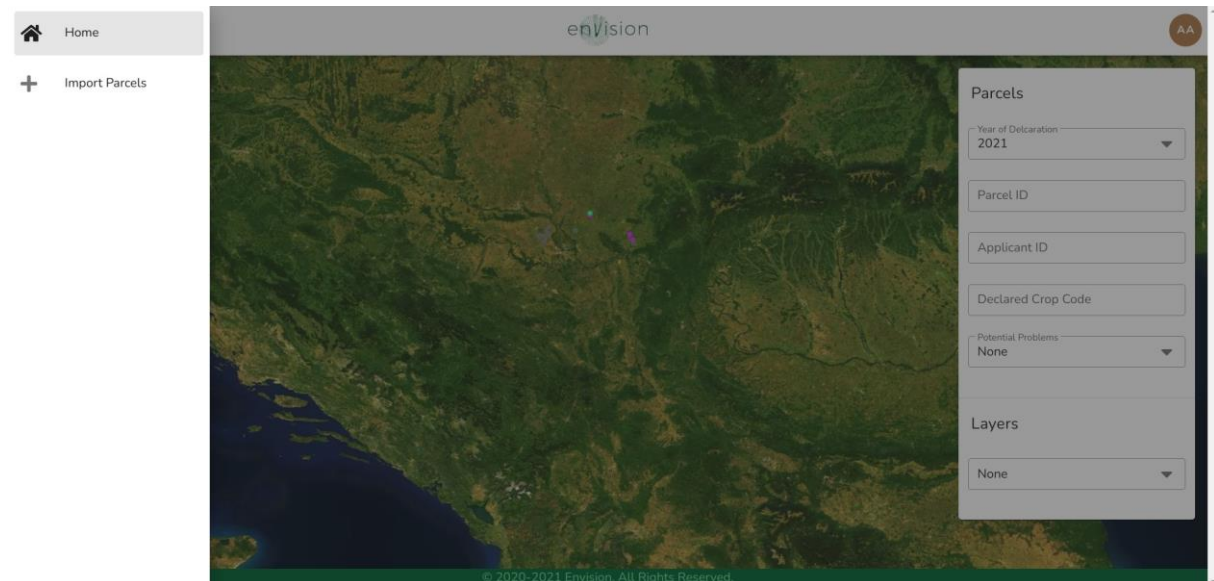 Home
Import Parcels
enVision
AA
Parcels
Year of Delcaration
2021
Parcel ID
Applicant ID
Declared Crop Code
Potential Problems
None
Layers
None
© 2020-2021 Envision. All Rights Reserved.